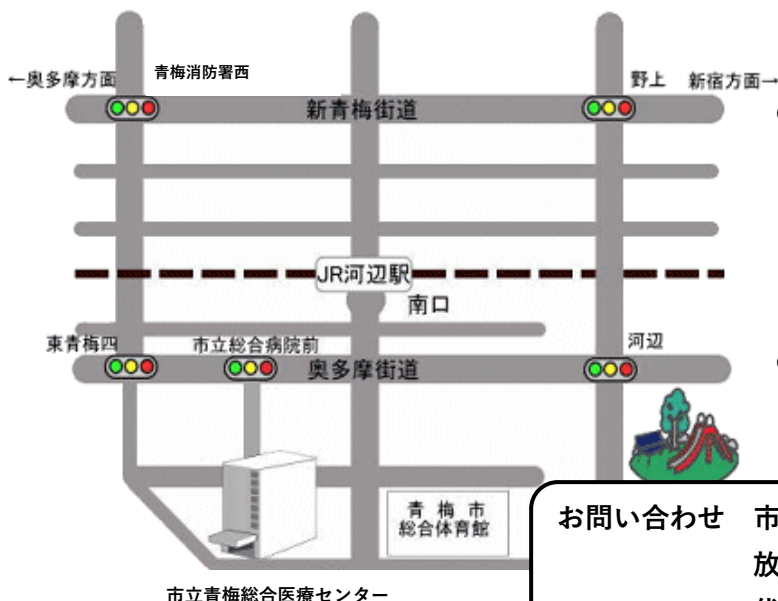 青梅消防署西
←奥多摩方面
野上
新宿方面→
新青梅街道
JR河辺駅
南口
東青梅四
市立総合病院前
河辺
奥多摩街道
青梅市
総合体育館
お問い合わせ 市
放
市立青梅総合医療センター